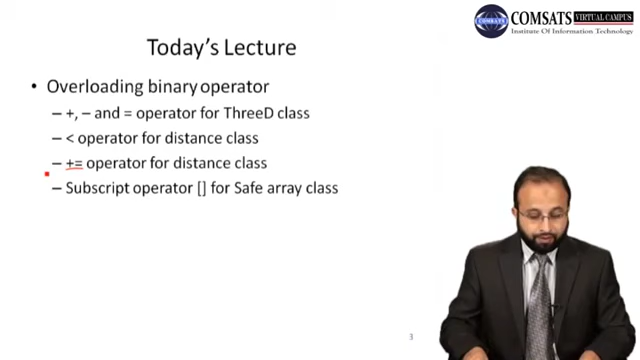 COMSATS VIRTUAL CAMPUS
Institute Of Information Technology
Today's Lecture
• Overloading binary operator
– +, – and = operator for ThreeD class
– < operator for distance class
– += operator for distance class
– Subscript operator [] for Safe array class
3